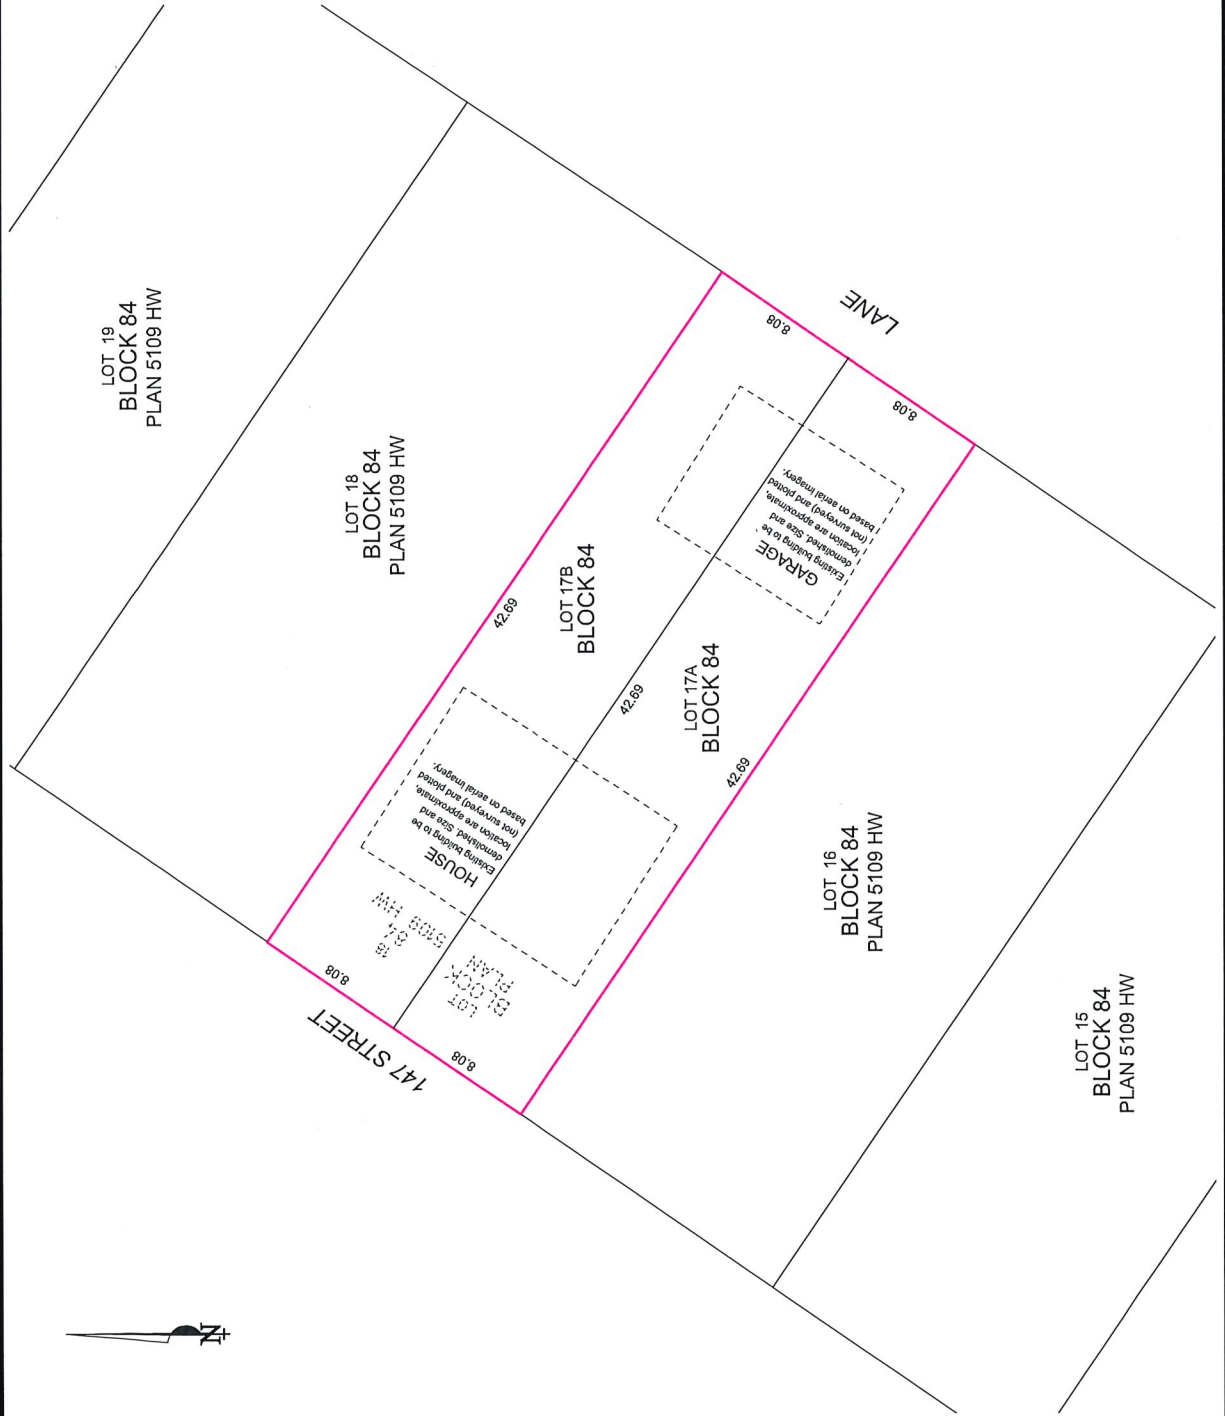 LOT 19
BLOCK 84
PLAN 5109 HW
LOT 18
BLOCK 84
PLAN 5109 HW
LANE
8.08
8.08
42.69
LOT 17B
BLOCK 84
GARAGE
Existing building to be
demolished. Size and
location are approximate,
(not surveyed) and plotted
based on aerial imagery.
42.69
LOT 17A
BLOCK 84
42.69
HOUSE
Existing building to be
demolished. Size and
location are approximate,
(not surveyed) and plotted
based on aerial imagery.
LOT 18
BLOCK 84
PLAN 5109 HW
8.08
8.08
147 STREET
LOT 16
BLOCK 84
PLAN 5109 HW
LOT 15
BLOCK 84
PLAN 5109 HW
N